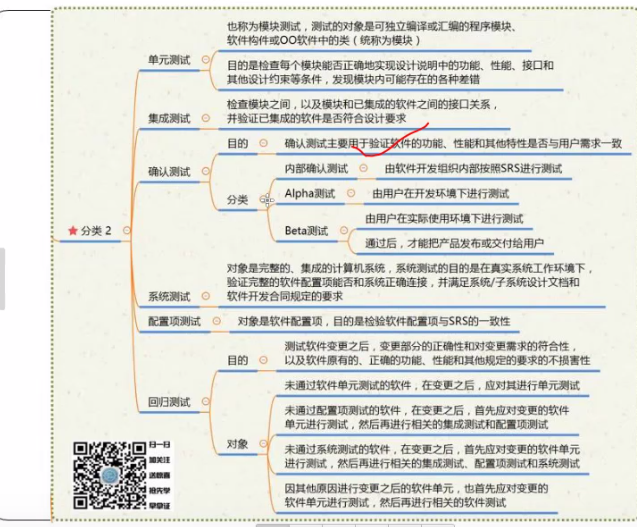 也称为模块测试，测试的对象是可独立编译或汇编的程序模块、
软件构件或OO软件中的类（统称为模块）
单元测试
目的是检查每个模块能否正确地实现设计说明中的功能、性能、接口和
其他设计约束等条件，发现模块内可能存在的各种差错
集成测试
检查模块之间，以及模块和已集成的软件之间的接口关系，
并验证已集成的软件是否符合设计要求
目的
确认测试主要用于验证软件的功能、性能和其他特性是否与用户需求一致
确认测试
分类
内部确认测试
由软件开发组织内部按照SRS进行测试
Alpha测试
由用户在开发环境下进行测试
Beta测试
由用户在实际使用环境下进行测试
通过后，才能把产品发布或交付给用户
分类 2
系统测试
对象是完整的、集成的计算机系统，系统测试的目的是在真实系统工作环境下，
验证完整的软件配置项能否和系统正确连接，并满足系统/子系统设计文档和
软件开发合同规定的要求
配置项测试
对象是软件配置项，目的是检验软件配置项与SRS的一致性
回归测试
目的
测试软件变更之后，变更部分的正确性和对变更需求的符合性，
以及软件原有的、正确的功能、性能和其他规定的要求的不损害性
对象
未通过软件单元测试的软件，在变更之后，应对其进行单元测试
未通过配置项测试的软件，在变更之后，首先应对变更的软件
单元进行测试，然后再进行相关的集成测试和配置项测试
未通过系统测试的软件，在变更之后，首先应对变更的软件单元
进行测试，然后再进行相关的集成测试、配置项测试和系统测试
因其他原因进行变更之后的软件单元，也首先应对变更的
软件单元进行测试，然后再进行相关的软件测试
扫一扫
加关注
抢先学
早拿证